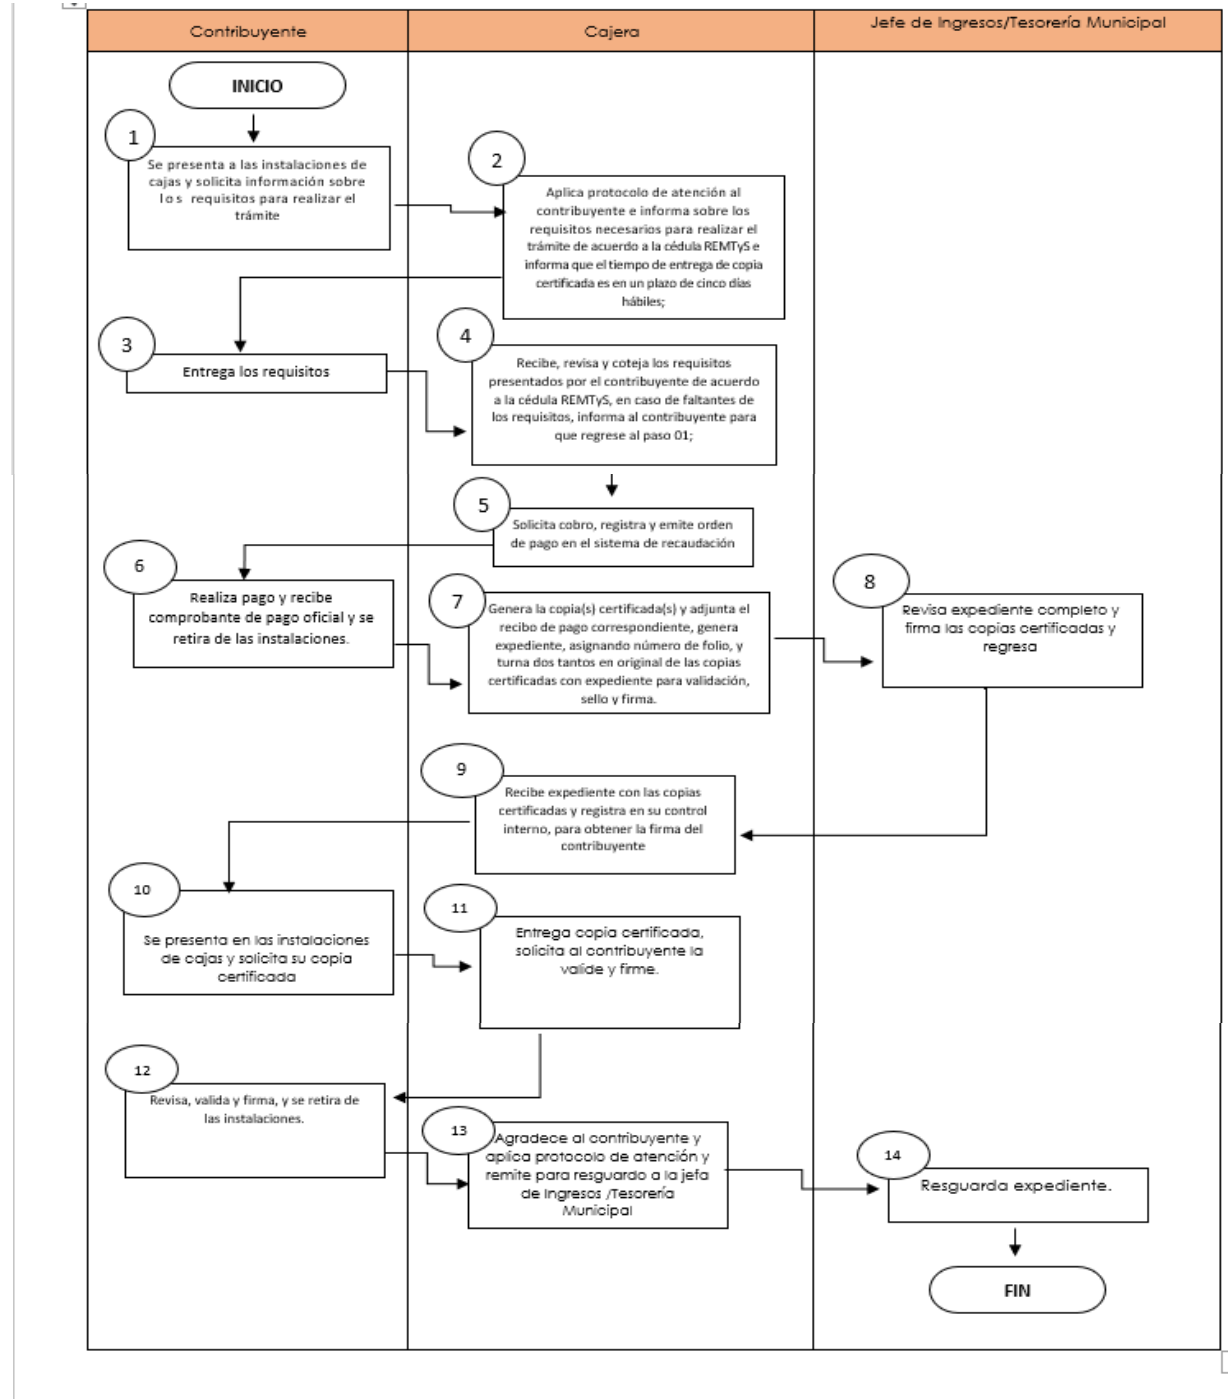 Contribuyente
Cajera
Jefe de Ingresos/Tesorería Municipal
INICIO
1
Se presenta a las instalaciones de
cajas y solicita información sobre
los requisitos para realizar el
trámite
2
Aplica protocolo de atención al
contribuyente e informa sobre los
requisitos necesarios para realizar el
trámite de acuerdo a la cédula REMTyS e
informa que el tiempo de entrega de copia
certificada es en un plazo de cinco días
hábiles;
3
Entrega los requisitos
4
Recibe, revisa y coteja los requisitos
presentados por el contribuyente de acuerdo
a la cédula REMTyS, en caso de faltantes de
los requisitos, informa al contribuyente para
que regrese al paso 01;
5
Solicita cobro, registra y emite orden
de pago en el sistema de recaudación
6
Realiza pago y recibe
comprobante de pago oficial y se
retira de las instalaciones.
7
Genera la copia(s) certificada(s) y adjunta el
recibo de pago correspondiente, genera
expediente, asignando número de folio, y
turna dos tantos en original de las copias
certificadas con expediente para validación,
sello y firma.
8
Revisa expediente completo y
firma las copias certificadas y
regresa
9
Recibe expediente con las copias
certificadas y registra en su control
interno, para obtener la firma del
contribuyente
10
Se presenta en las instalaciones
de cajas y solicita su copia
certificada
11
Entrega copia certificada,
solicita al contribuyente la
valide y firme.
12
Revisa, valida y firma, y se retira de
las instalaciones.
13
Agradece al contribuyente y
aplica protocolo de atención y
remite para resguardo a la jefa
de Ingresos /Tesorería
Municipal
14
Resguarda expediente.
FIN